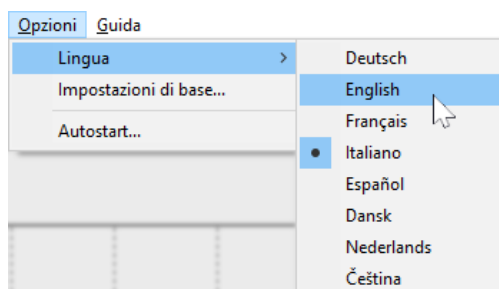 Opzioni Guida
Lingua
Impostazioni di base...
Autostart...
Deutsch
English
Français
Italiano
Español
Dansk
Nederlands
Čeština